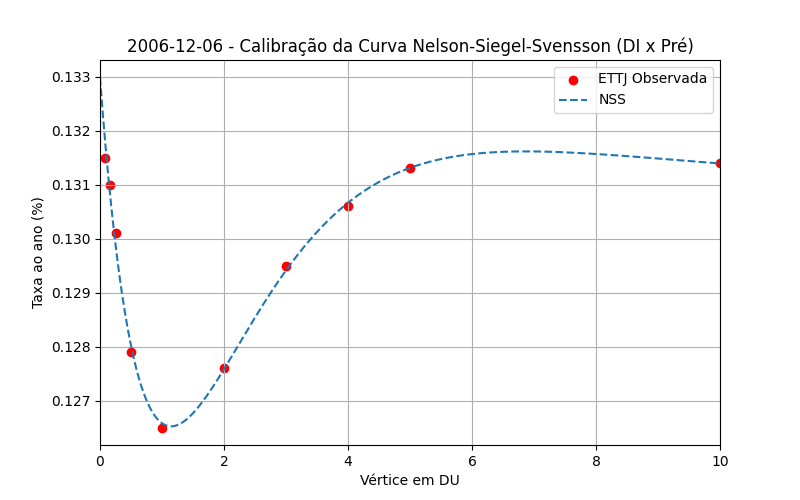 2006-12-06 - Calibração da Curva Nelson-Siegel-Svensson (DI x Pré)
ETTJ Observada
NSS
Taxa ao ano (%)
0.133
0.132
0.131
0.130
0.129
0.128
0.127
0 2 4 6 8 10
Vértice em DU